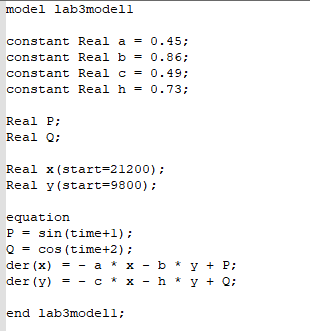 model lab3model1
constant Real a = 0.45;
constant Real b = 0.86;
constant Real c = 0.49;
constant Real h = 0.73;
Real P;
Real Q;
Real x(start=21200);
Real y(start=9800);
equation
P = sin(time+1);
Q = cos(time+2);
der(x) = - a * x - b * y + P;
der(y) = - c * x - h * y + Q;
end lab3model1;